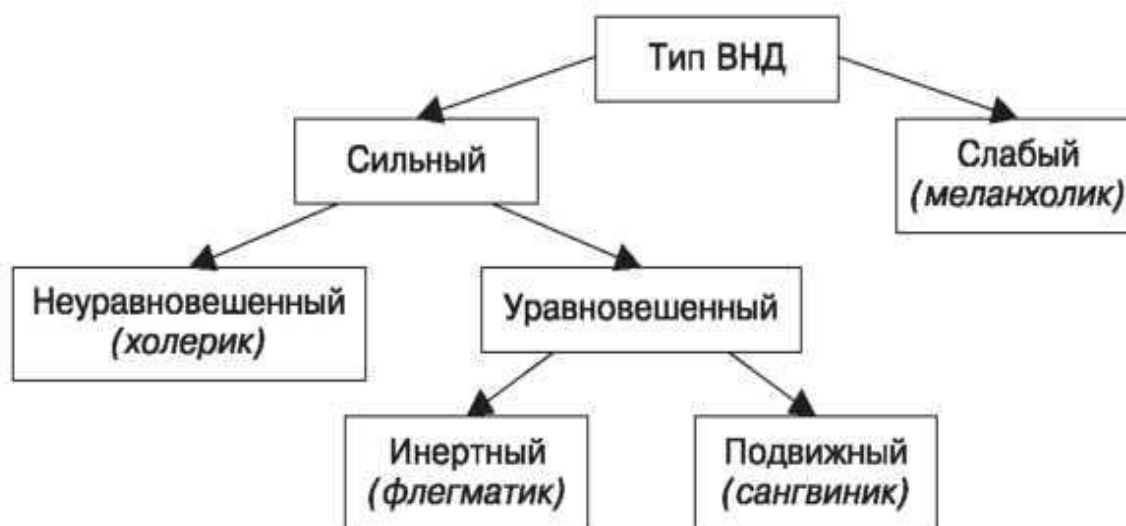 Тип ВНД
Сильный
Слабый
(меланхолик)
Неуравновешенный
(холерик)
Уравновешенный
Инертный
(флегматик)
Подвижный
(сангвиник)